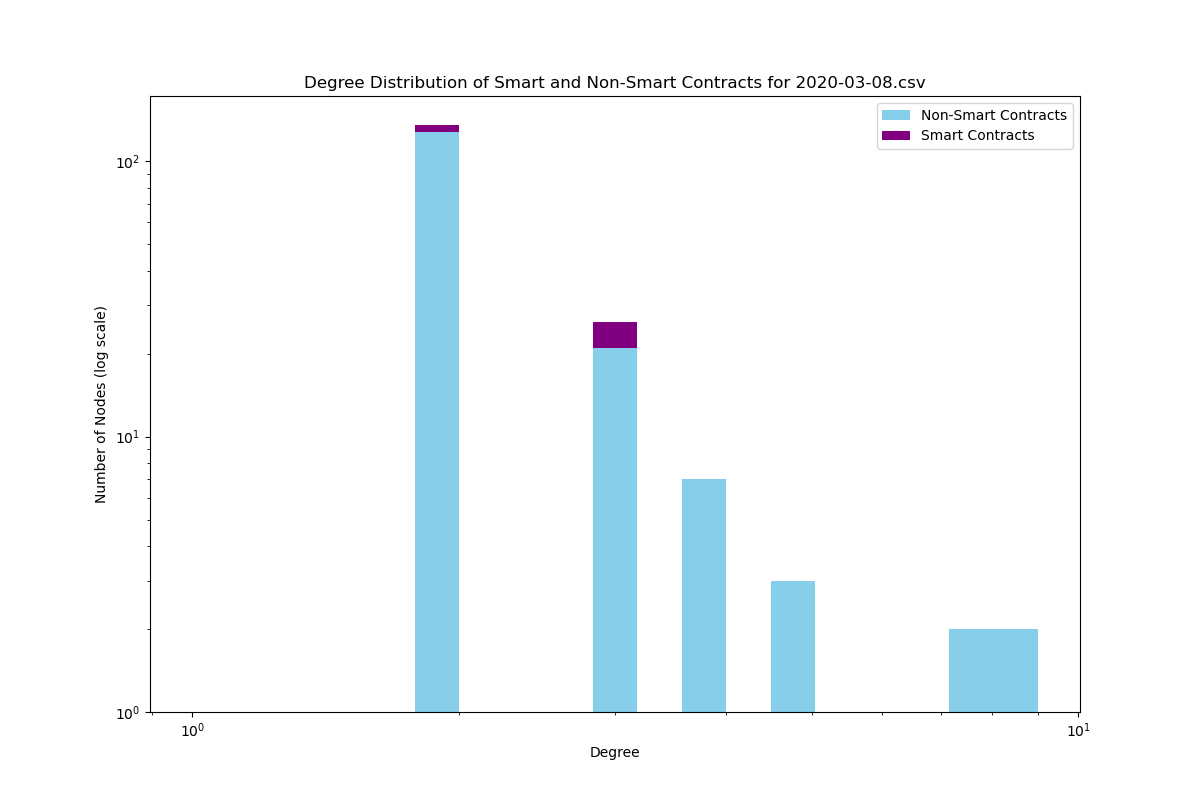 Degree Distribution of Smart and Non-Smart Contracts for 2020-03-08.csv
Non-Smart Contracts
Smart Contracts
Number of Nodes (log scale)
10²
10¹
10⁰
10⁰ 10¹
Degree